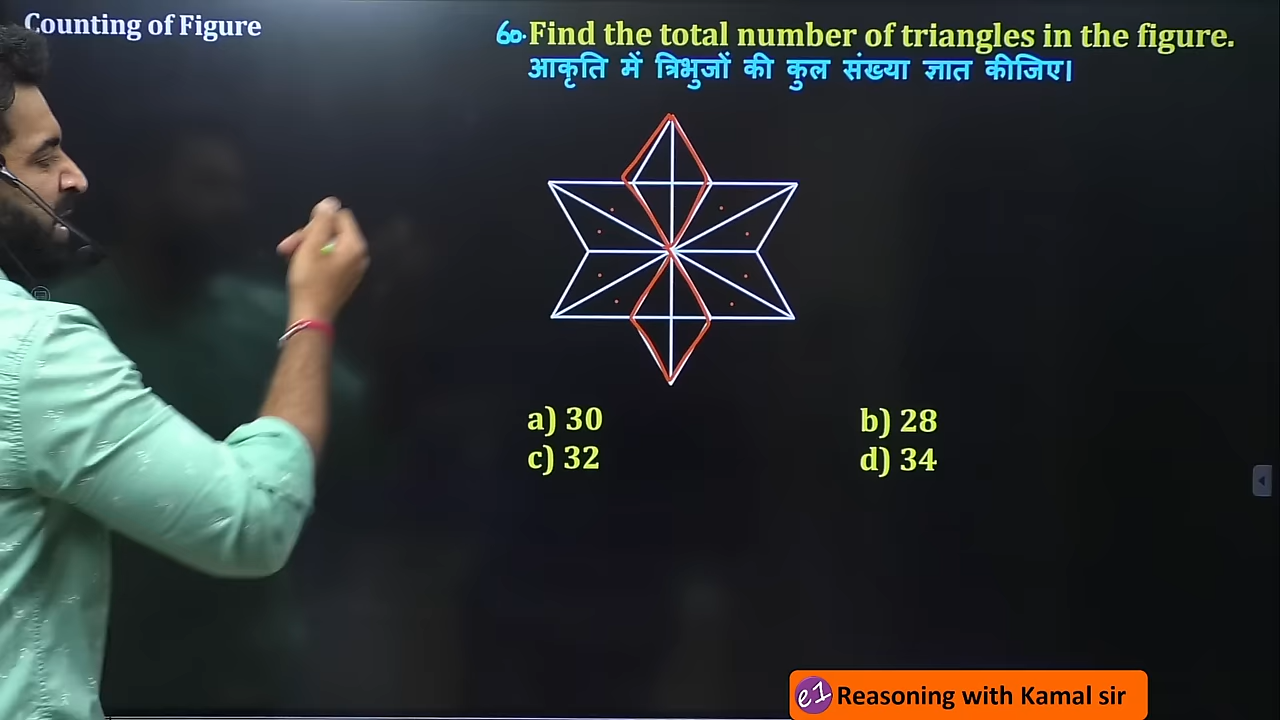 Counting of Figure
60. Find the total number of triangles in the figure.
आकृति में त्रिभुजों की कुल संख्या ज्ञात कीजिए।
a) 30
b) 28
c) 32
d) 34
e1 Reasoning with Kamal sir